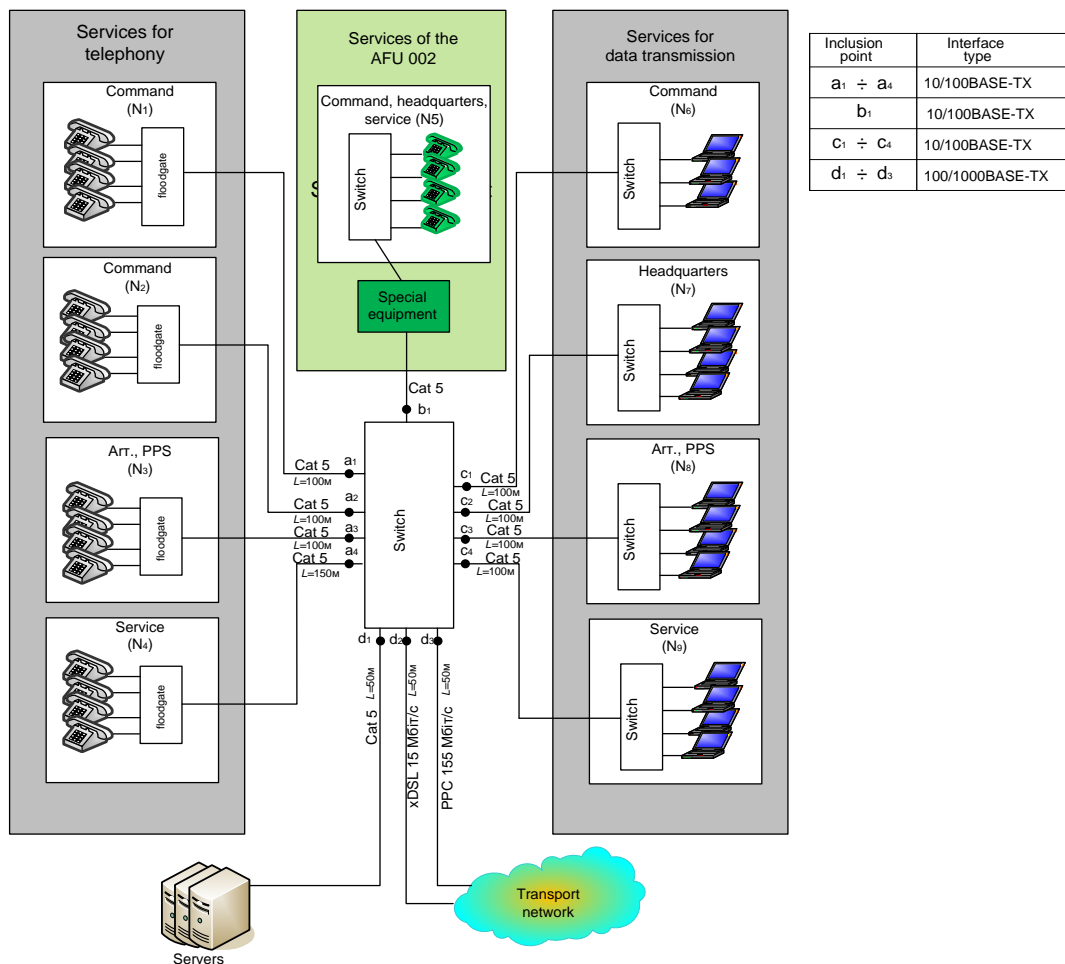 Services for
telephony
Command
(N1)
floodgate
Command
(N2)
floodgate
Агт., PPS
(N3)
floodgate
Service
(N4)
floodgate
Services of the
AFU 002
Command, headquarters,
service (N5)
Switch
Special
equipment
Cat 5
b1
Services for
data transmission
Command
(N6)
Switch
Headquarters
(N7)
Switch
Агт., PPS
(N8)
Switch
Service
(N9)
Switch
Inclusion
point
Interface
type
a1 ÷ a4
10/100BASE-TX
b1
10/100BASE-TX
c1 ÷ c4
10/100BASE-TX
d1 ÷ d3
100/1000BASE-TX
Cat 5 a1
L=100м
Cat 5 a2
L=100м
Cat 5 a3
L=100м
Cat 5 a4
L=150м
Switch
c1 Cat 5
L=100м
c2 Cat 5
L=100м
c3 Cat 5
L=100м
c4 Cat 5
L=100м
d1 d2 d3
Cat 5 L=50м
xDSL 15 Мбіт/с L=50м
РРС 155 Мбіт/с L=50м
Servers
Transport
network